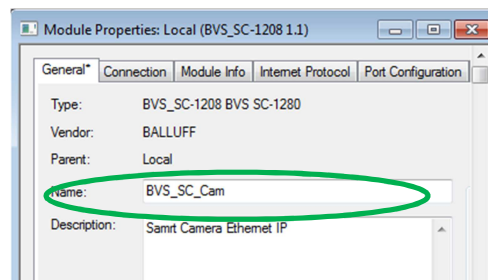 Module Properties: Local (BVS_SC-1208 1.1)
General* Connection Module Info Internet Protocol Port Configuration
Type: BVS_SC-1208 BVS SC-1280
Vendor: BALLUFF
Parent: Local
Name: BVS_SC_Cam
Description: Samrt Camera Ethernet IP